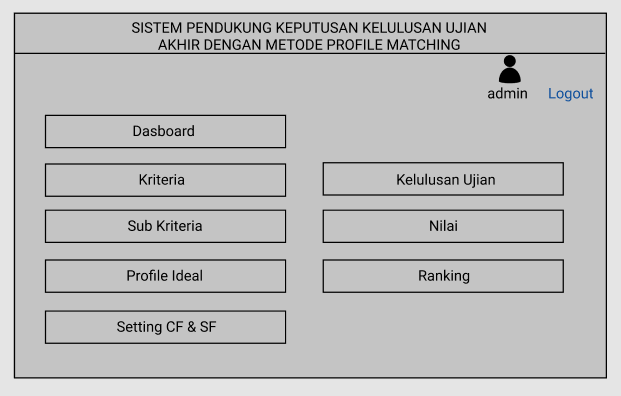 SISTEM PENDUKUNG KEPUTUSAN KELULUSAN UJIAN
AKHIR DENGAN METODE PROFILE MATCHING
admin
Logout
Dasboard
Kriteria
Kelulusan Ujian
Sub Kriteria
Nilai
Profile Ideal
Ranking
Setting CF & SF